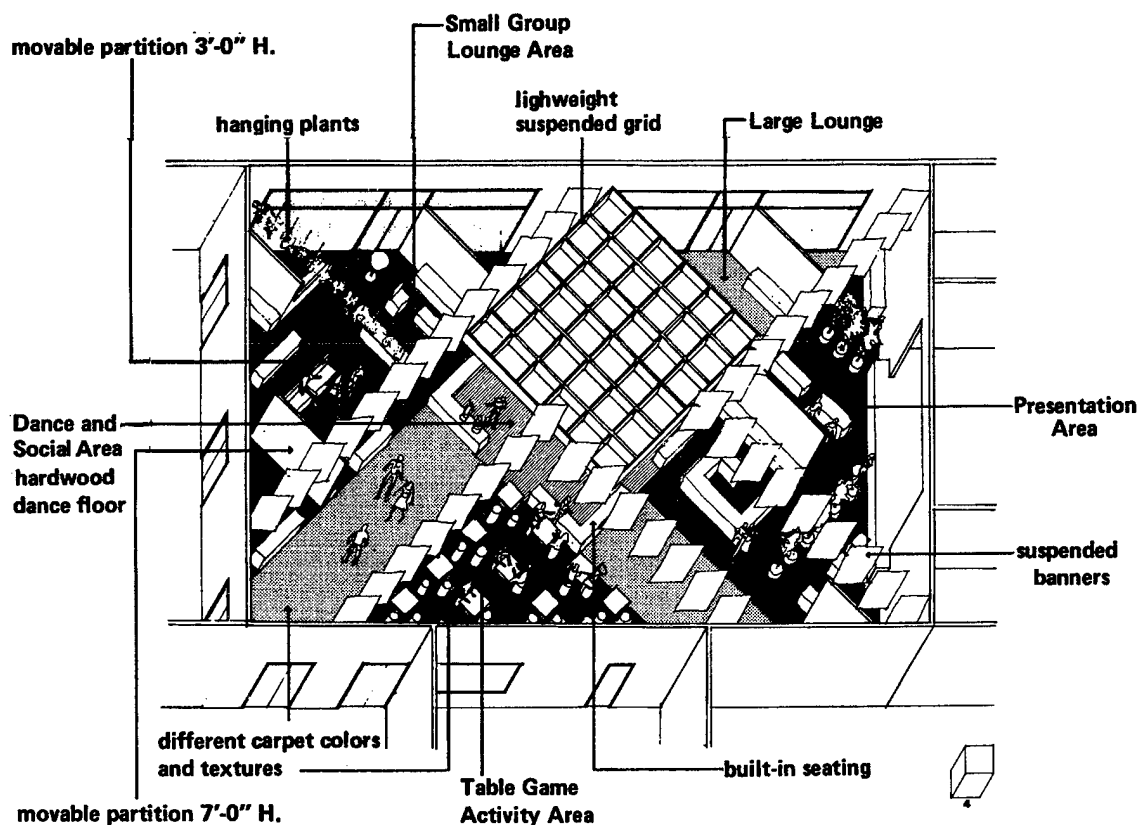 Small Group
Lounge Area
movable partition 3'-0" H.
lighweight
suspended grid
hanging plants
Large Lounge
Dance and
Social Area
hardwood
dance floor
Presentation
Area
suspended
banners
different carpet colors
and textures
built-in seating
Table Game
Activity Area
movable partition 7'-0" H.
4